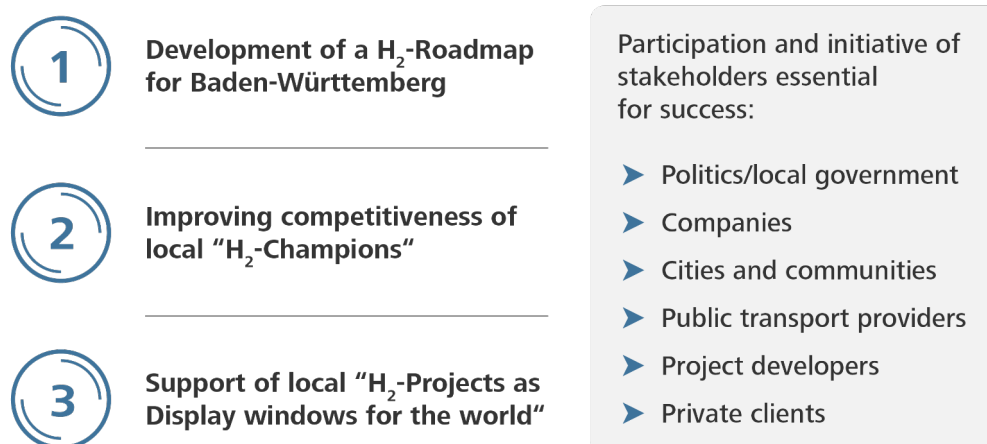 1
Development of a H₂-Roadmap
for Baden-Württemberg
2
Improving competitiveness of
local “H₂-Champions“
3
Support of local “H₂-Projects as
Display windows for the world“
Participation and initiative of
stakeholders essential
for success:
➤ Politics/local government
➤ Companies
➤ Cities and communities
➤ Public transport providers
➤ Project developers
➤ Private clients